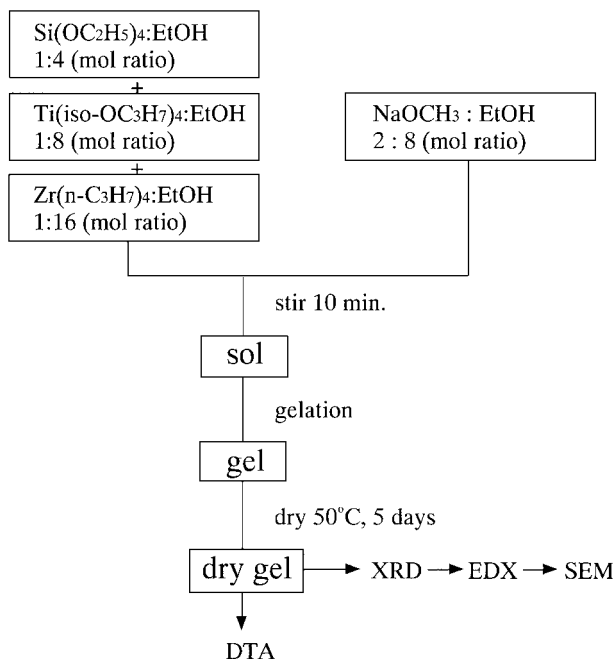 Si(OC₂H₅)₄:EtOH
1:4 (mol ratio)
+
Ti(iso-OC₃H₇)₄:EtOH
1:8 (mol ratio)
+
Zr(n-C₃H₇)₄:EtOH
1:16 (mol ratio)
NaOCH₃ : EtOH
2 : 8 (mol ratio)
stir 10 min.
sol
gelation
gel
dry 50°C, 5 days
dry gel
XRD
EDX
SEM
DTA